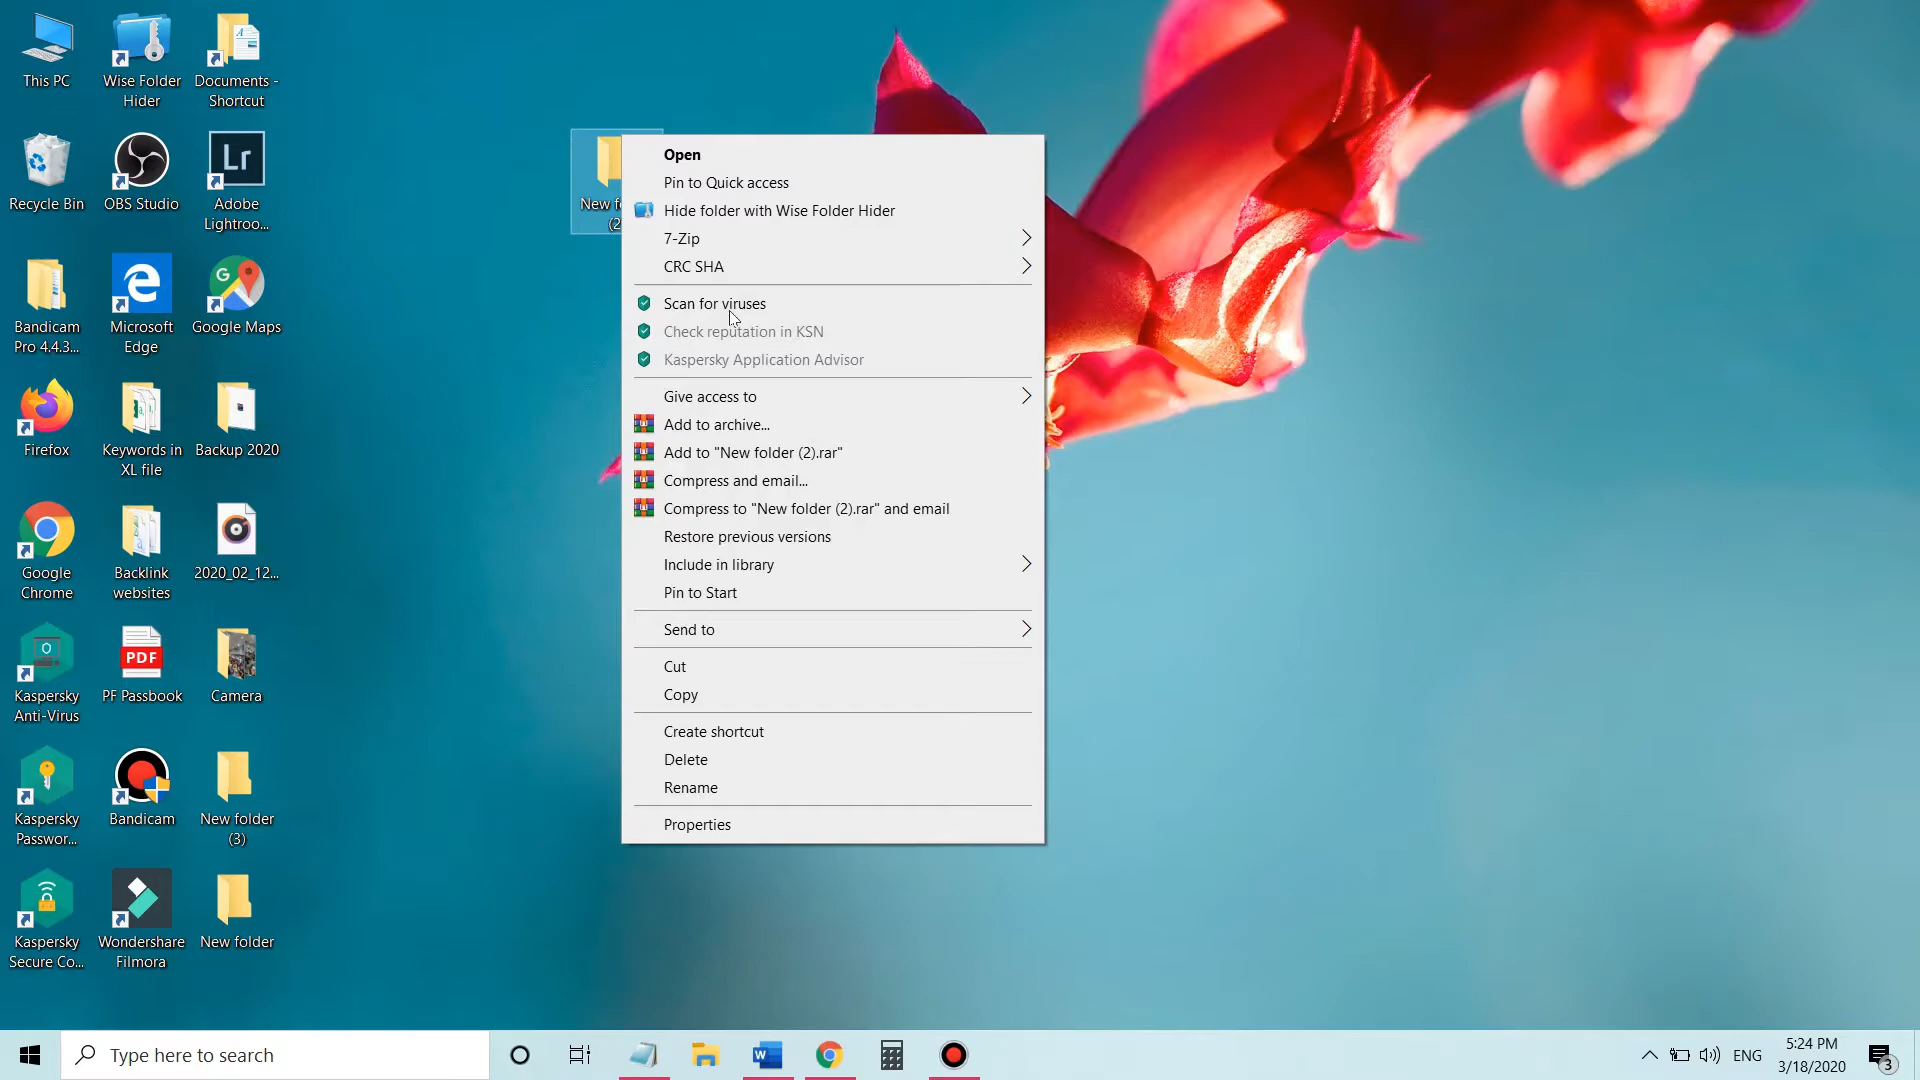 This PC
Wise Folder
Hider
Documents -
Shortcut
Recycle Bin
OBS Studio
Lr
Adobe
Lightroo...
Bandicam
Pro 4.4.3...
Microsoft
Edge
Google Maps
Firefox
Keywords in
XL file
Backup 2020
Google
Chrome
Backlink
websites
2020_02_12...
Kaspersky
Anti-Virus
PDF
PF Passbook
Camera
Kaspersky
Passwor...
Bandicam
New folder
(3)
Kaspersky
Secure Co...
Wondershare
Filmora
New folder
New f
(2
Open
Pin to Quick access
Hide folder with Wise Folder Hider
7-Zip
CRC SHA
Scan for viruses
Check reputation in KSN
Kaspersky Application Advisor
Give access to
Add to archive...
Add to "New folder (2).rar"
Compress and email...
Compress to "New folder (2).rar" and email
Restore previous versions
Include in library
Pin to Start
Send to
Cut
Copy
Create shortcut
Delete
Rename
Properties
Type here to search
W
ENG
5:24 PM
3/18/2020
3